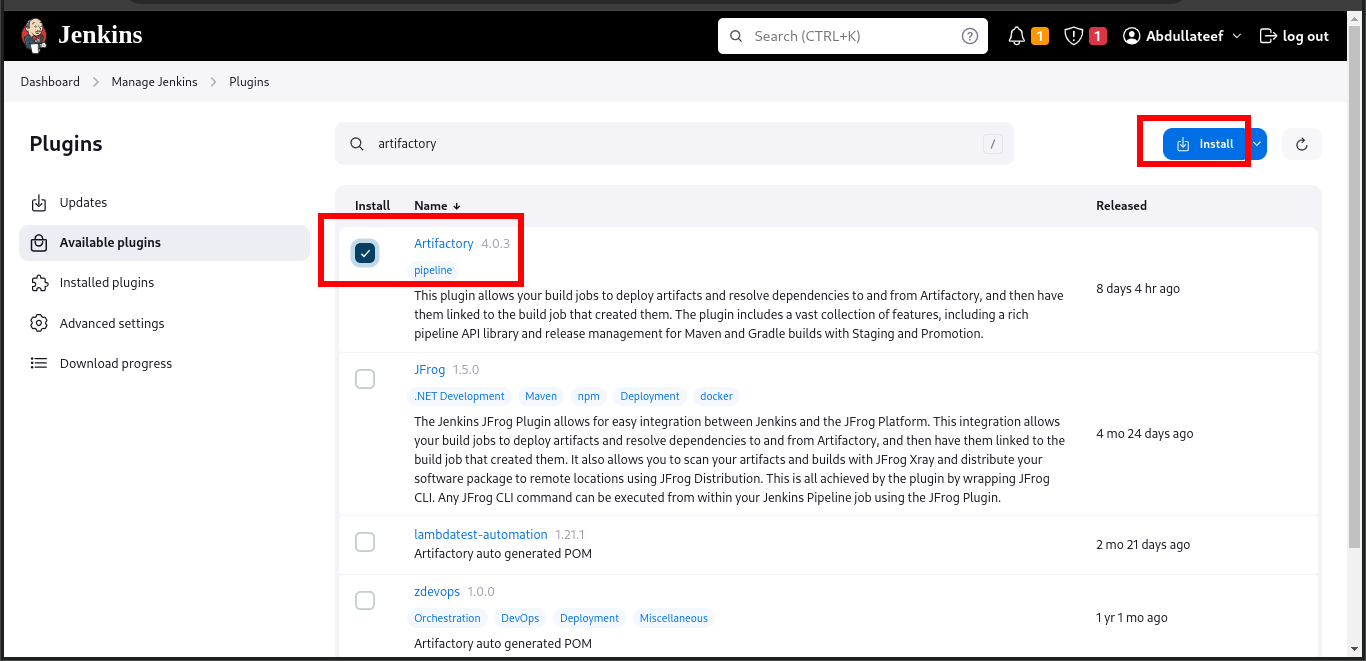 Jenkins
Search (CTRL+K)
?
1
1
Abdullateef
log out
Dashboard
Manage Jenkins
Plugins
Plugins
artifactory
/
Install
Updates
Available plugins
Installed plugins
Advanced settings
Download progress
Install
Name ↓
Released
Artifactory 4.0.3
pipeline
This plugin allows your build jobs to deploy artifacts and resolve dependencies to and from Artifactory, and then have
them linked to the build job that created them. The plugin includes a vast collection of features, including a rich
pipeline API library and release management for Maven and Gradle builds with Staging and Promotion.
8 days 4 hr ago
JFrog 1.5.0
.NET Development
Maven
npm
Deployment
docker
The Jenkins JFrog Plugin allows for easy integration between Jenkins and the JFrog Platform. This integration allows
your build jobs to deploy artifacts and resolve dependencies to and from Artifactory, and then have them linked to the
build job that created them. It also allows you to scan your artifacts and builds with JFrog Xray and distribute your
software package to remote locations using JFrog Distribution. This is all achieved by the plugin by wrapping JFrog
CLI. Any JFrog CLI command can be executed from within your Jenkins Pipeline job using the JFrog Plugin.
4 mo 24 days ago
lambdatest-automation 1.21.1
Artifactory auto generated POM
2 mo 21 days ago
zdevops 1.0.0
Orchestration
DevOps
Deployment
Miscellaneous
Artifactory auto generated POM
1 yr 1 mo ago